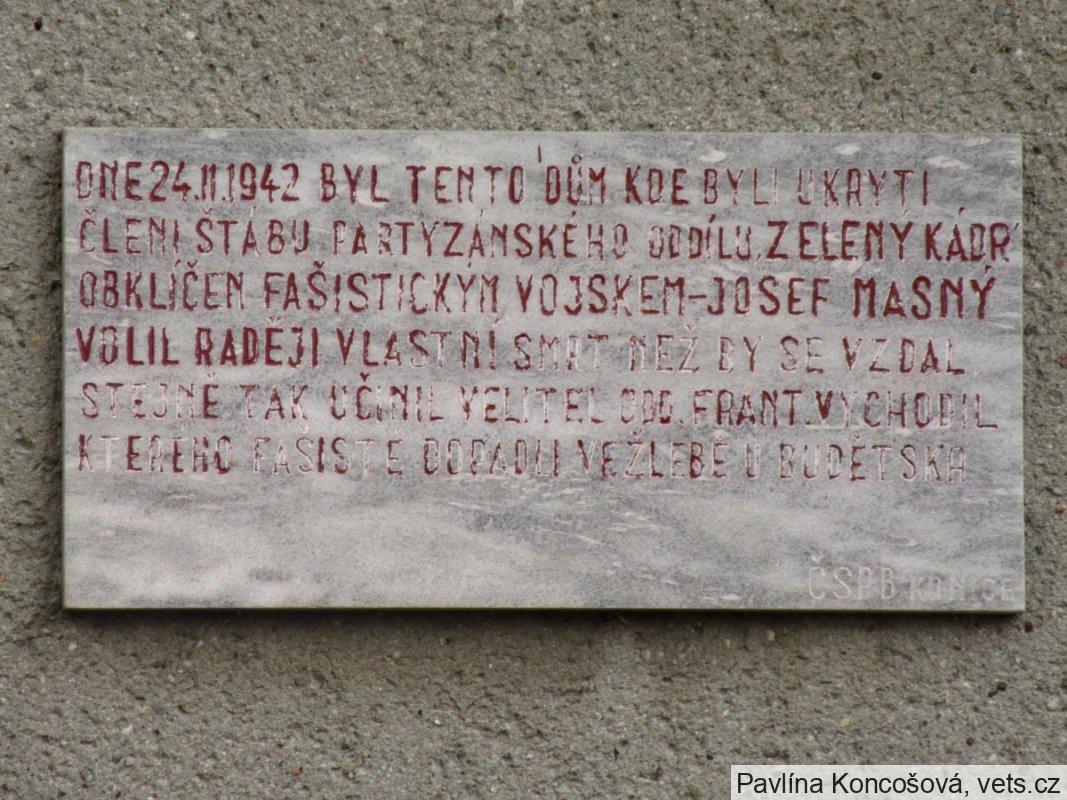 DNE 24.11.1942 BYL TENTO DŮM KDE BYLI UKRYTI
ČLENI ŠTÁBU PARTYZÁNSKÉHO ODDÍLU „ZELENÝ KÁDR"
OBKLÍČEN FAŠISTICKÝM VOJSKEM-JOSEF MASNÝ
VOLIL RADĚJI VLASTNÍ SMRT NEŽ BY SE VZDAL.
STEJNĚ TAK UČINIL VELITEL ODD. FRANT. VYCHODIL
KTERÉHO FAŠISTÉ DOPADLI VE ŽLEBĚ U BUDĚTSKA
ČSPB KONICE
Pavlína Koncošová, vets.cz